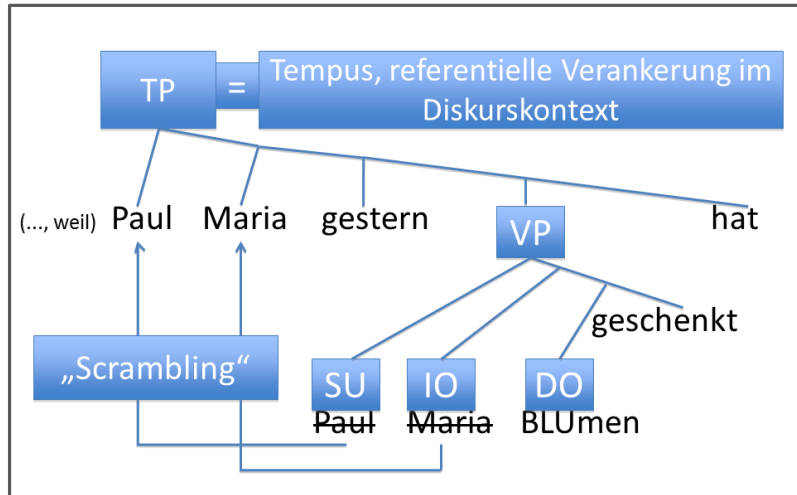 TP = Tempus, referentielle Verankerung im
Diskurskontext
(..., weil) Paul Maria gestern VP hat
geschenkt
„Scrambling“
SU IO DO
Paul Maria BLUmen